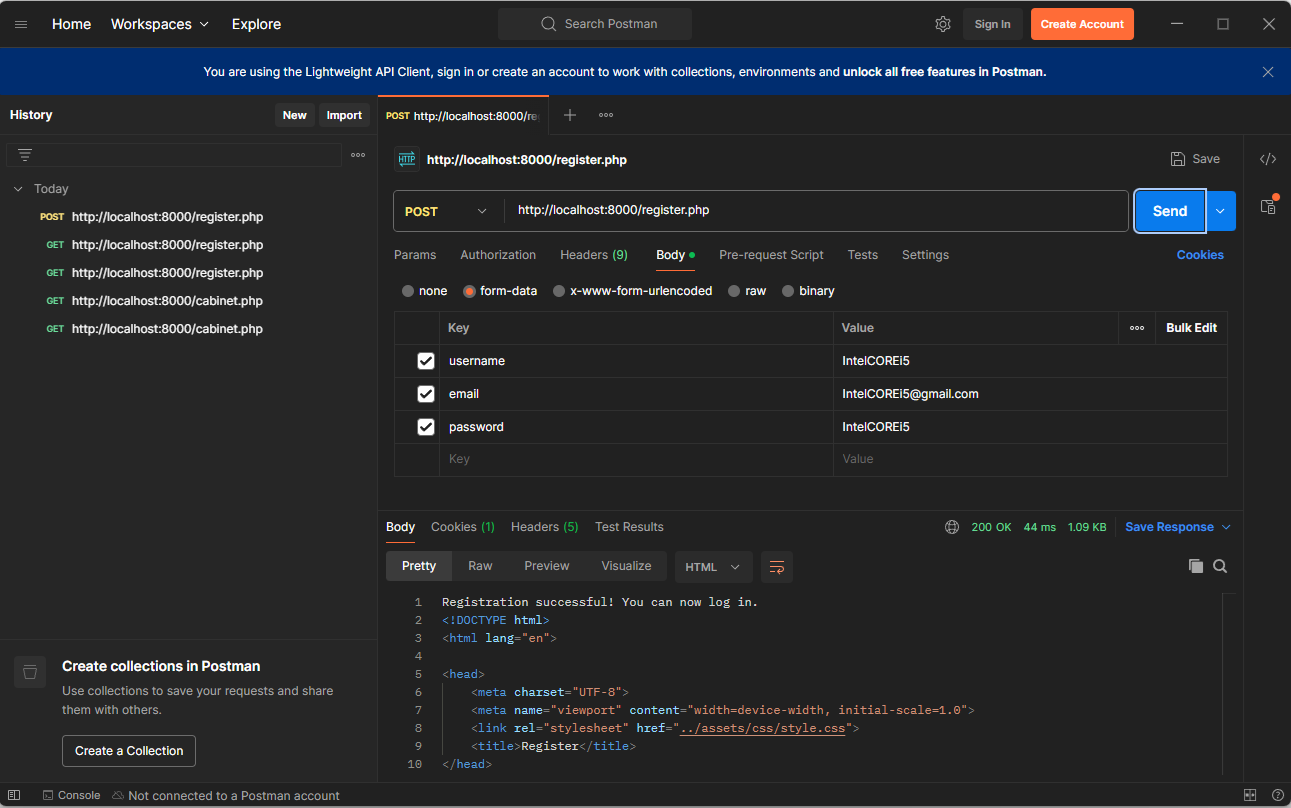 Home Workspaces Explore Search Postman Sign In Create Account
You are using the Lightweight API Client, sign in or create an account to work with collections, environments and unlock all free features in Postman.
History New Import
Today
POST http://localhost:8000/register.php
GET http://localhost:8000/register.php
GET http://localhost:8000/register.php
GET http://localhost:8000/cabinet.php
GET http://localhost:8000/cabinet.php
Create collections in Postman
Use collections to save your requests and share
them with others.
Create a Collection
POST http://localhost:8000/re
HTTP http://localhost:8000/register.php Save
POST http://localhost:8000/register.php Send
Params Authorization Headers (9) Body Pre-request Script Tests Settings Cookies
none form-data x-www-form-urlencoded raw binary
Key Value Bulk Edit
username IntelCOREi5
email IntelCOREi5@gmail.com
password IntelCOREi5
Key Value
Body Cookies (1) Headers (5) Test Results 200 OK 44 ms 1.09 KB Save Response
Pretty Raw Preview Visualize HTML
1 Registration successful! You can now log in.
2 <!DOCTYPE html>
3 <html lang="en">
4
5 <head>
6 <meta charset="UTF-8">
7 <meta name="viewport" content="width=device-width, initial-scale=1.0">
8 <link rel="stylesheet" href="../assets/css/style.css">
9 <title>Register</title>
10 </head>
Console Not connected to a Postman account